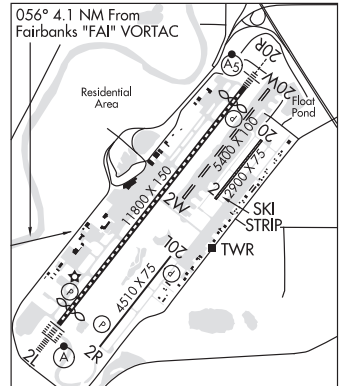 056° 4.1 NM From
Fairbanks "FAI" VORTAC
20R
A5
Residential
Area
20W
Float
Pond
P
20
5400 X 100
2900 X 75
11800 X 150
2W
2
SKI
STRIP
20L
TWR
P
4510 X 75
P
P
2L
A
2R